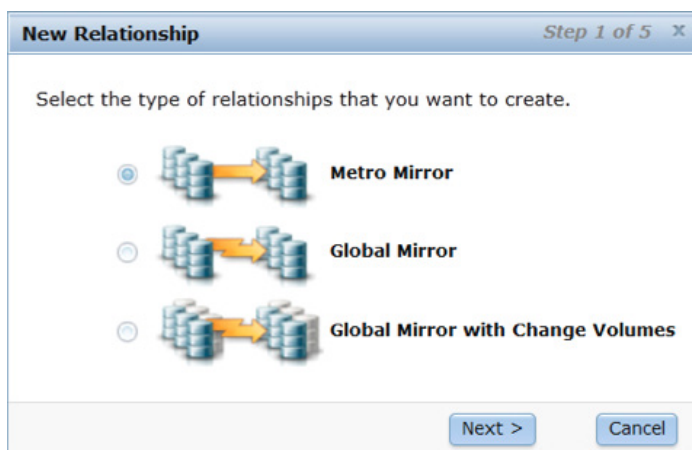 New Relationship Step 1 of 5 x
Select the type of relationships that you want to create.
Metro Mirror
Global Mirror
Global Mirror with Change Volumes
Next > Cancel